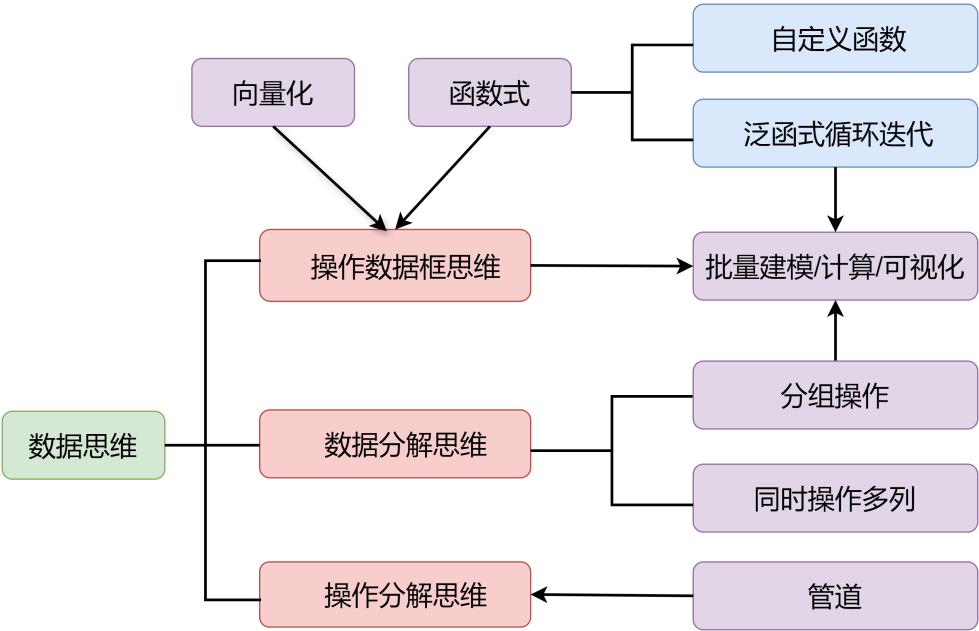 自定义函数
向量化
函数式
泛函式循环迭代
操作数据框思维
批量建模/计算/可视化
分组操作
数据思维
数据分解思维
同时操作多列
操作分解思维
管道